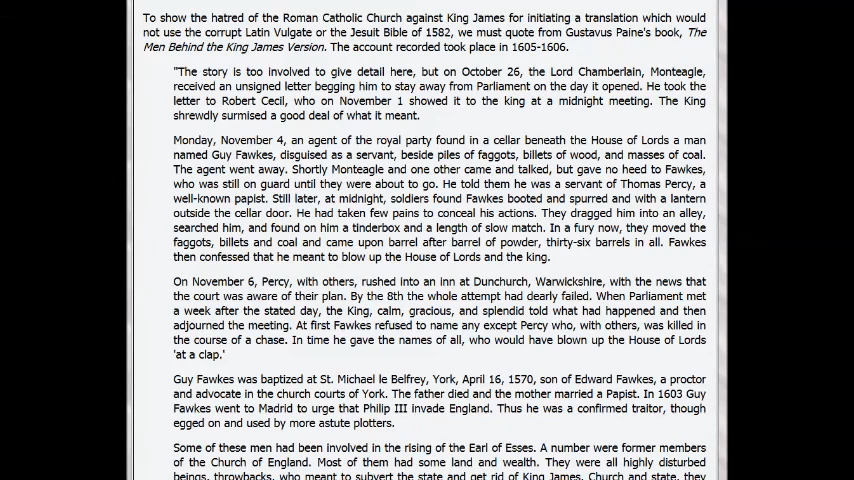 To show the hatred of the Roman Catholic Church against King James for initiating a translation which would
not use the corrupt Latin Vulgate or the Jesuit Bible of 1582, we must quote from Gustavus Paine's book, The
Men Behind the King James Version. The account recorded took place in 1605-1606.
"The story is too involved to give detail here, but on October 26, the Lord Chamberlain, Monteagle,
received an unsigned letter begging him to stay away from Parliament on the day it opened. He took the
letter to Robert Cecil, who on November 1 showed it to the king at a midnight meeting. The King
shrewdly surmised a good deal of what it meant.
Monday, November 4, an agent of the royal party found in a cellar beneath the House of Lords a man
named Guy Fawkes, disguised as a servant, beside piles of faggots, billets of wood, and masses of coal.
The agent went away. Shortly Monteagle and one other came and talked, but gave no heed to Fawkes,
who was still on guard until they were about to go. He told them he was a servant of Thomas Percy, a
well-known papist. Still later, at midnight, soldiers found Fawkes booted and spurred and with a lantern
outside the cellar door. He had taken few pains to conceal his actions. They dragged him into an alley,
searched him, and found on him a tinderbox and a length of slow match. In a fury now, they moved the
faggots, billets and coal and came upon barrel after barrel of powder, thirty-six barrels in all. Fawkes
then confessed that he meant to blow up the House of Lords and the king.
On November 6, Percy, with others, rushed into an inn at Dunchurch, Warwickshire, with the news that
the court was aware of their plan. By the 8th the whole attempt had dearly failed. When Parliament met
a week after the stated day, the King, calm, gracious, and splendid told what had happened and then
adjourned the meeting. At first Fawkes refused to name any except Percy who, with others, was killed in
the course of a chase. In time he gave the names of all, who would have blown up the House of Lords
'at a clap.'
Guy Fawkes was baptized at St. Michael le Belfrey, York, April 16, 1570, son of Edward Fawkes, a proctor
and advocate in the church courts of York. The father died and the mother married a Papist. In 1603 Guy
Fawkes went to Madrid to urge that Philip III invade England. Thus he was a confirmed traitor, though
egged on and used by more astute plotters.
Some of these men had been involved in the rising of the Earl of Esses. A number were former members
of the Church of England. Most of them had some land and wealth. They were all highly disturbed
beings, throwbacks, who meant to subvert the state and get rid of King James. Church and state, they